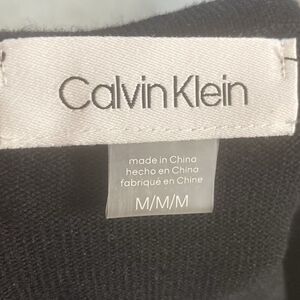 Calvin Klein
made in China
hecho en China
fabriqué en Chine
M/M/M